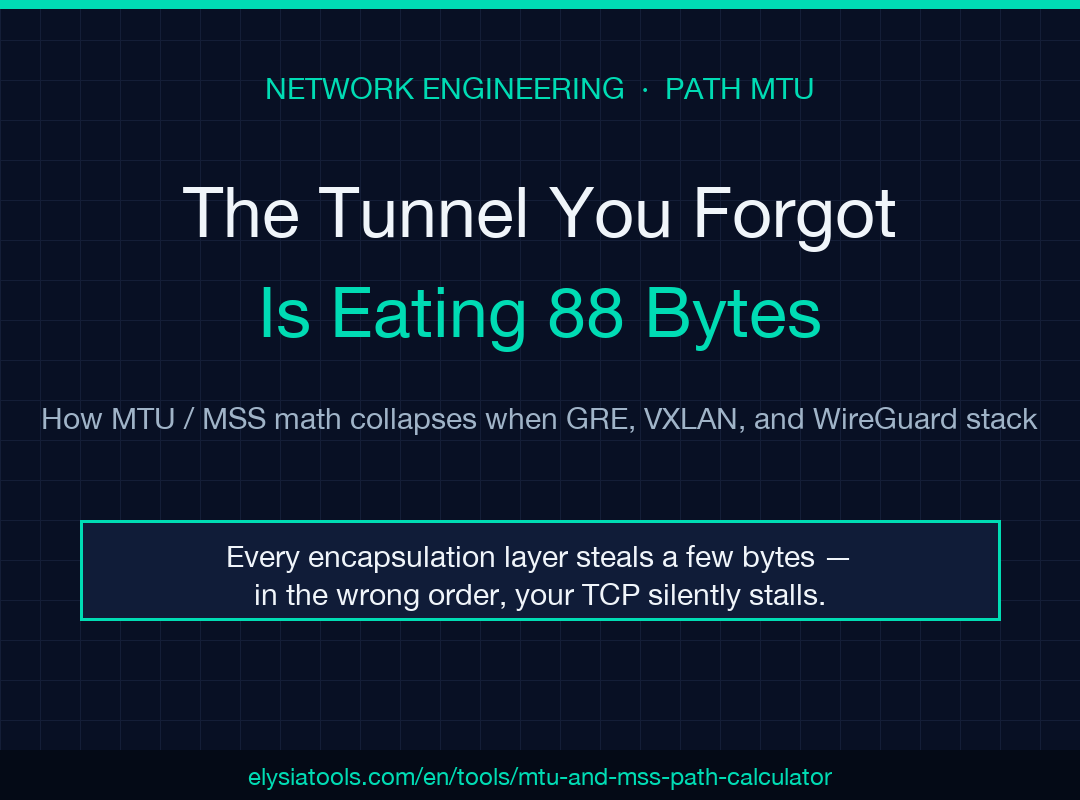 NETWORK ENGINEERING · PATH MTU
The Tunnel You Forgot
Is Eating 88 Bytes
How MTU / MSS math collapses when GRE, VXLAN, and WireGuard stack
Every encapsulation layer steals a few bytes —
in the wrong order, your TCP silently stalls.
elysiatools.com/en/tools/mtu-and-mss-path-calculator